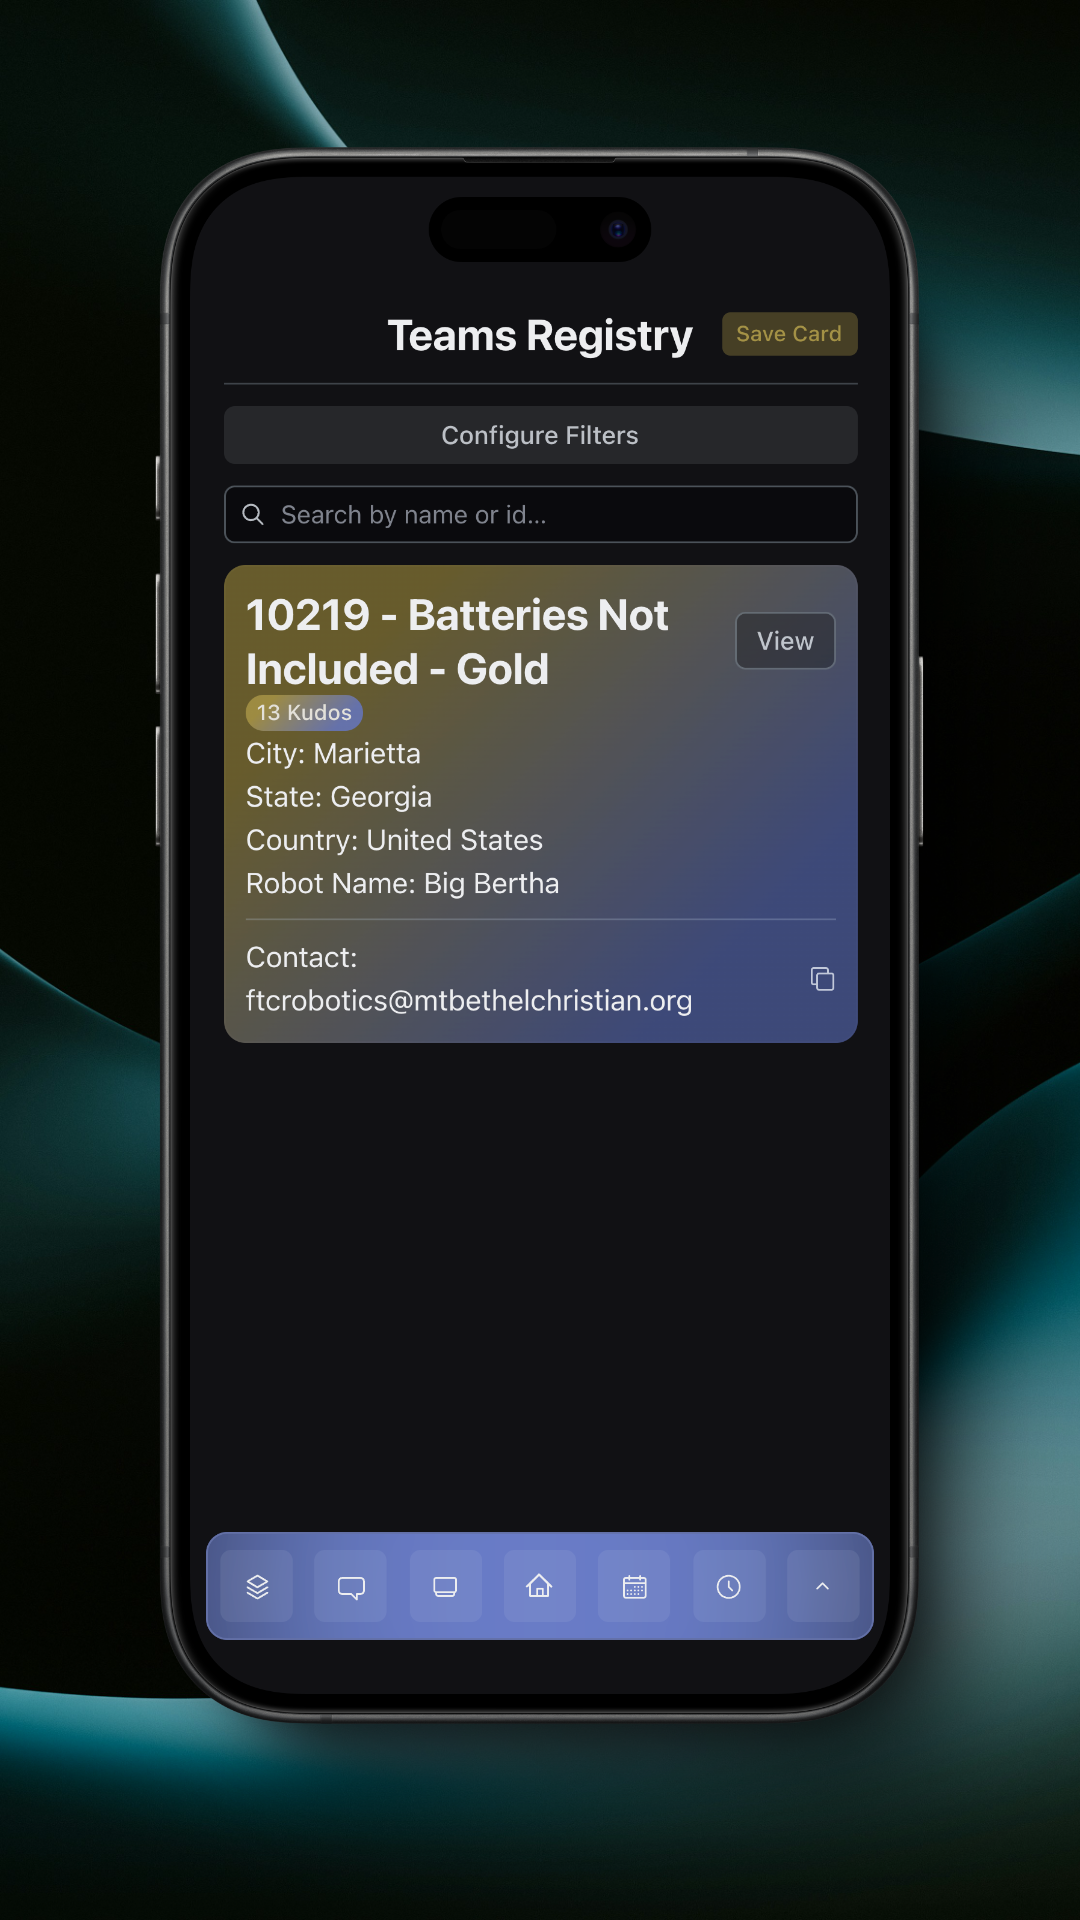 Teams Registry
Save Card
Configure Filters
Search by name or id...
10219 - Batteries Not
Included - Gold
View
13 Kudos
City: Marietta
State: Georgia
Country: United States
Robot Name: Big Bertha
Contact:
ftcrobotics@mtbethelchristian.org